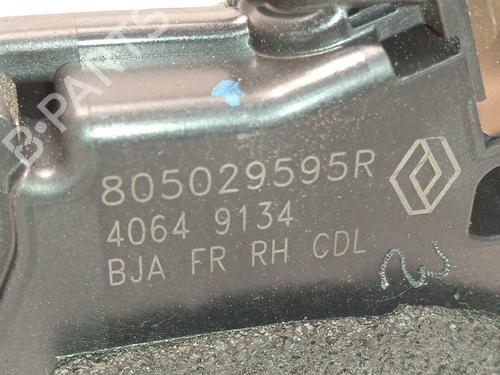 B-PARTS
805029595R
4064 9134
BJA FR RH CDL